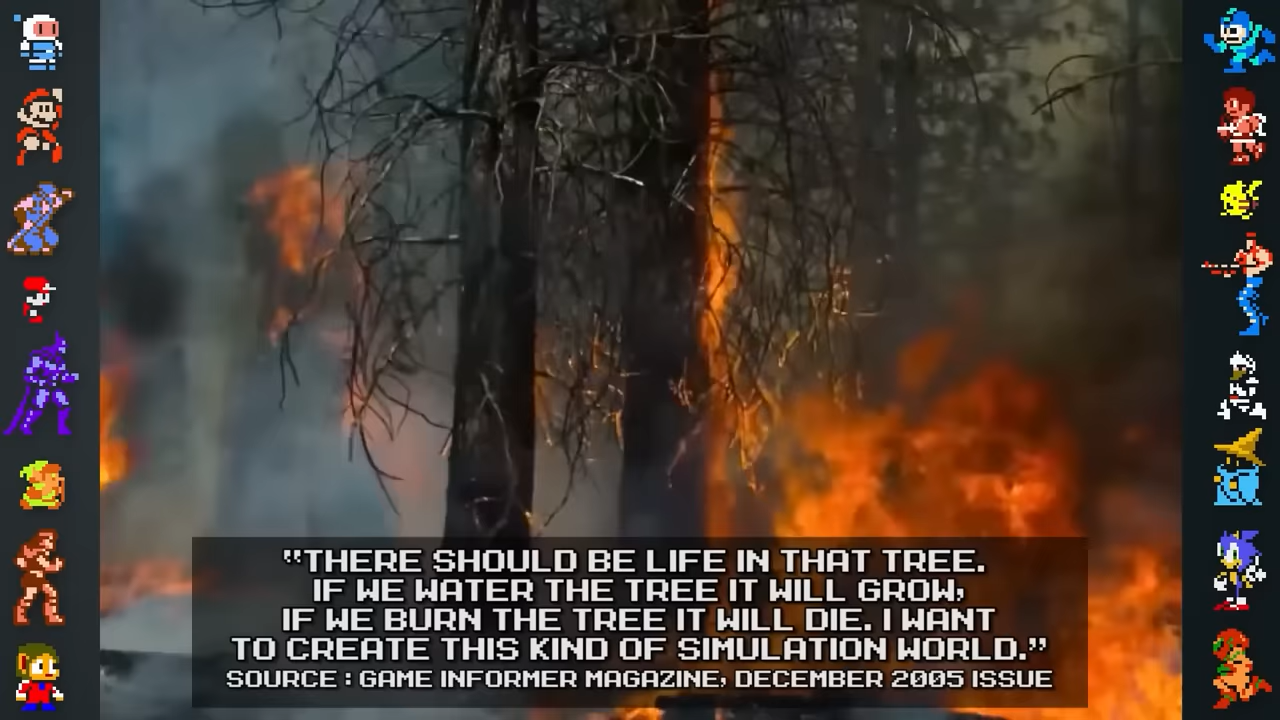 "THERE SHOULD BE LIFE IN THAT TREE.
IF WE WATER THE TREE IT WILL GROW,
IF WE BURN THE TREE IT WILL DIE. I WANT
TO CREATE THIS KIND OF SIMULATION WORLD."
SOURCE : GAME INFORMER MAGAZINE, DECEMBER 2005 ISSUE